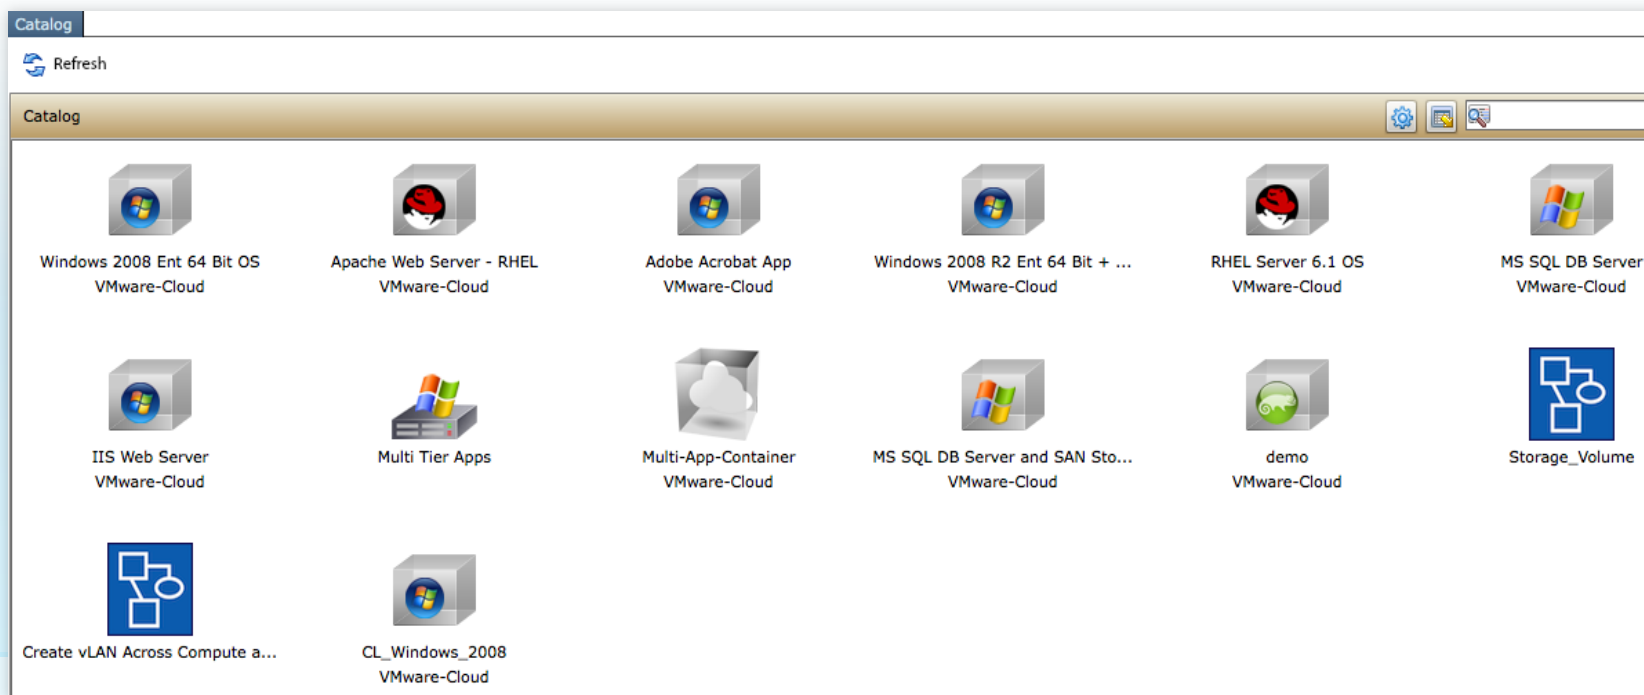 Catalog
Refresh
Catalog
Windows 2008 Ent 64 Bit OS
VMware-Cloud
Apache Web Server - RHEL
VMware-Cloud
Adobe Acrobat App
VMware-Cloud
Windows 2008 R2 Ent 64 Bit + ...
VMware-Cloud
RHEL Server 6.1 OS
VMware-Cloud
MS SQL DB Server
VMware-Cloud
IIS Web Server
VMware-Cloud
Multi Tier Apps
Multi-App-Container
VMware-Cloud
MS SQL DB Server and SAN Sto...
VMware-Cloud
demo
VMware-Cloud
Storage_Volume
Create vLAN Across Compute a...
CL_Windows_2008
VMware-Cloud